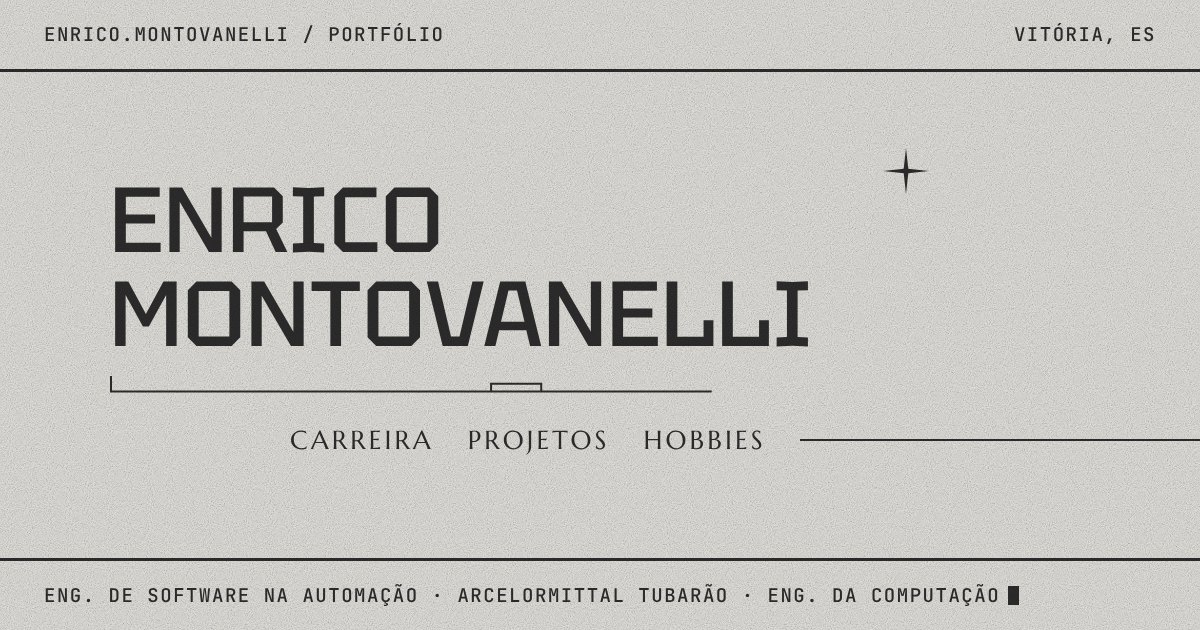 ENRICO.MONTOVANELLI / PORTFÓLIO
VITÓRIA, ES
ENRICO
MONTOVANELLI
CARREIRA PROJETOS HOBBIES
ENG. DE SOFTWARE NA AUTOMAÇÃO · ARCELORMITTAL TUBARÃO · ENG. DA COMPUTAÇÃO